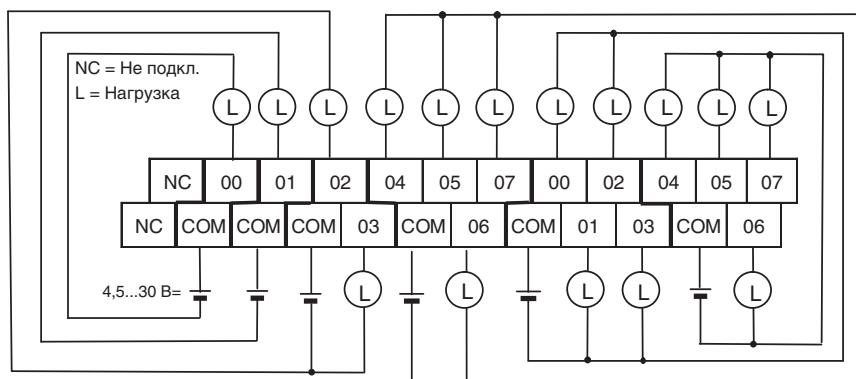 NC = Не подкл.
L = Нагрузка
L L L L L L L L L L L
NC 00 01 02 04 05 07 00 02 04 05 07
NC COM COM COM 03 COM 06 COM 01 03 COM 06
4,5...30 В=
L L L L L